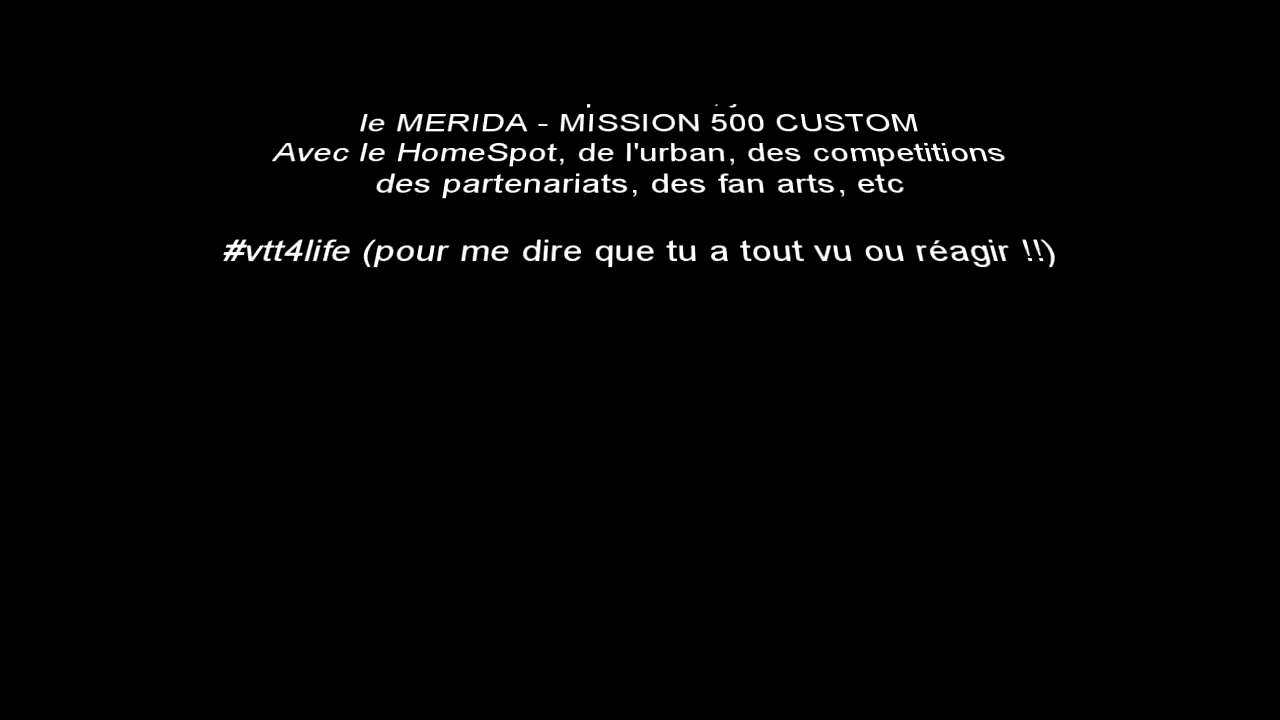 le MERIDA - MISSION 500 CUSTOM
Avec le HomeSpot, de l'urban, des competitions
des partenariats, des fan arts, etc
#vtt4life (pour me dire que tu a tout vu ou réagir !!)